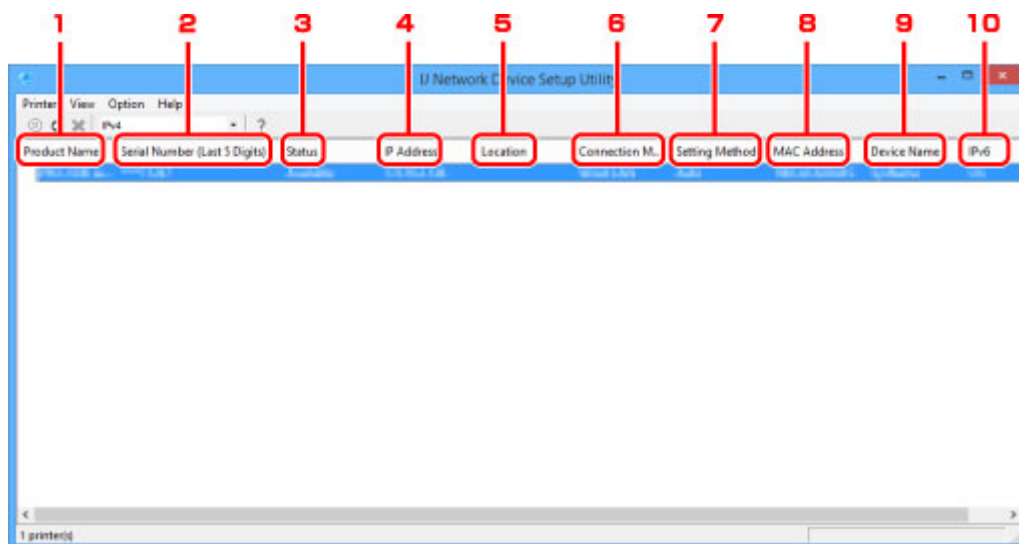 1 2 3 4 5 6 7 8 9 10
IJ Network Device Setup Utility
Printer View Option Help
IPv4 ?
Product Name Serial Number (Last 5 Digits) Status IP Address Location Connection M... Setting Method MAC Address Device Name IPv6
1 printer(s)